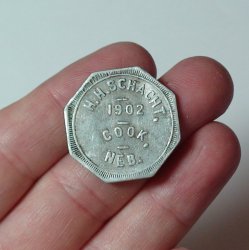 H.H. SCHACHT,
1902
COOK,
NEB.